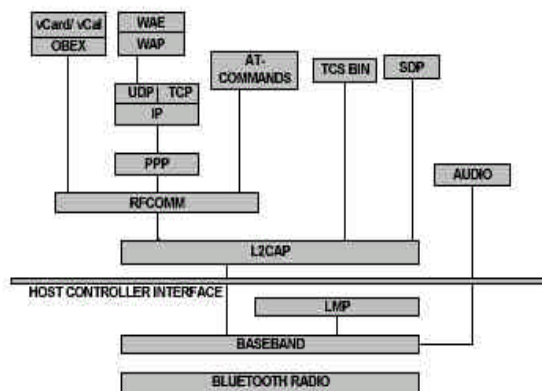 vCard/ vCal
OBEX
WAE
WAP
UDP TCP
IP
AT-
COMMANDS
TCS BIN
SDP
PPP
AUDIO
RFCOMM
L2CAP
HOST CONTROLLER INTERFACE
LMP
BASEBAND
BLUETOOTH RADIO